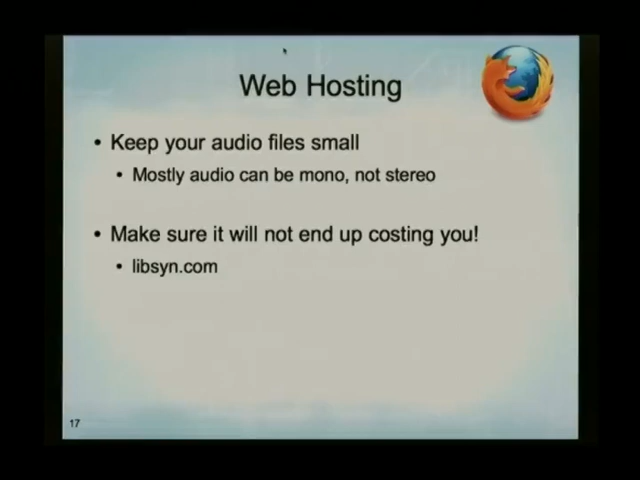 Web Hosting
• Keep your audio files small
• Mostly audio can be mono, not stereo
• Make sure it will not end up costing you!
• libsyn.com
17